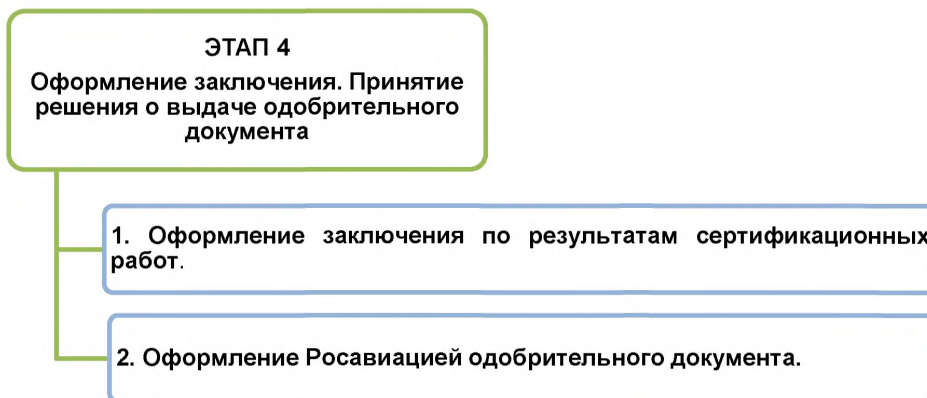 ЭТАП 4
Оформление заключения. Принятие
решения о выдаче одобрительного
документа
1. Оформление заключения по результатам сертификационных
работ.
2. Оформление Росавиацией одобрительного документа.